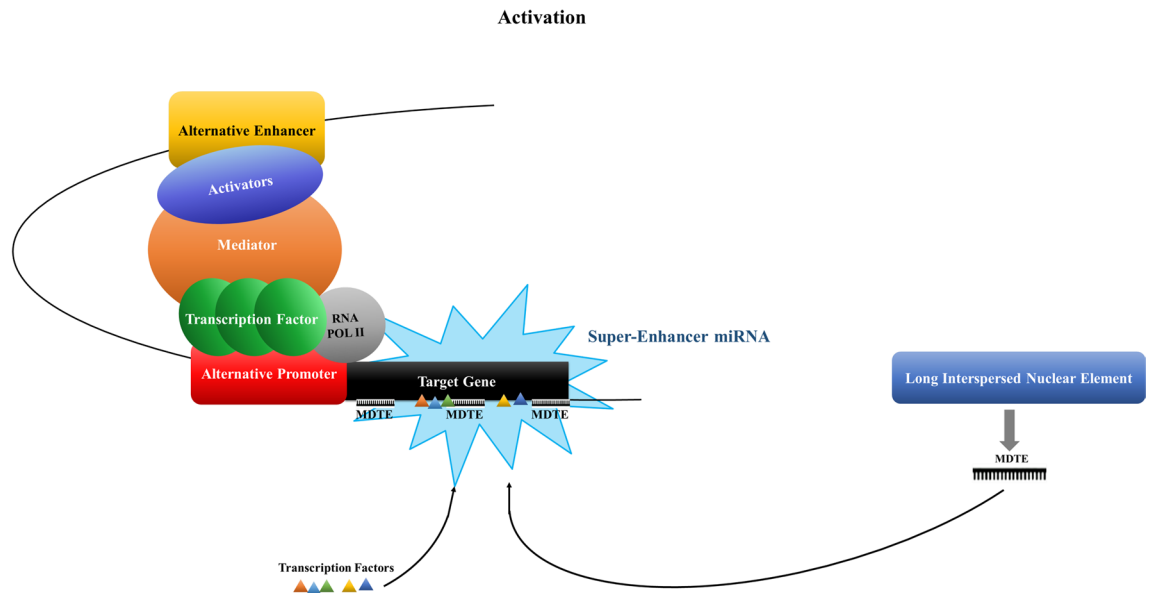 Activation
Alternative Enhancer
Activators
Mediator
Transcription Factor
RNA
POL II
Alternative Promoter
Target Gene
Super-Enhancer miRNA
Long Interspersed Nuclear Element
MDTE
MDTE
MDTE
MDTE
Transcription Factors